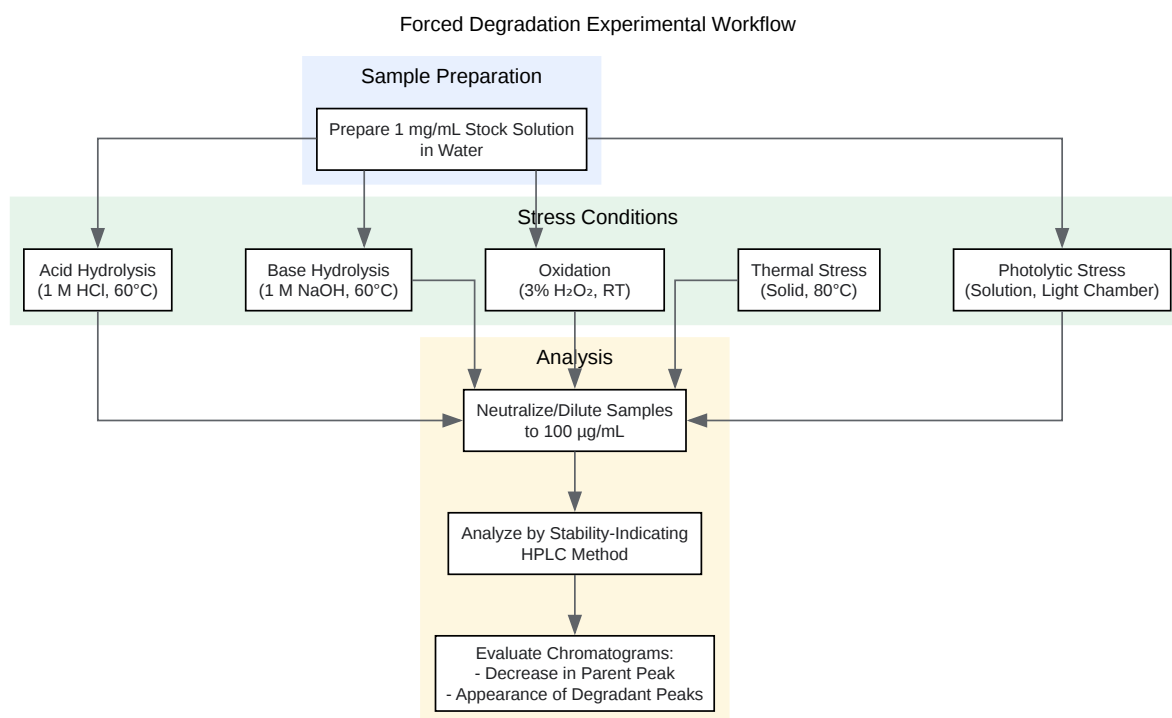 Forced Degradation Experimental Workflow
Sample Preparation
Prepare 1 mg/mL Stock Solution
in Water
Stress Conditions
Acid Hydrolysis
(1 M HCl, 60°C)
Base Hydrolysis
(1 M NaOH, 60°C)
Oxidation
(3% H₂O₂, RT)
Thermal Stress
(Solid, 80°C)
Photolytic Stress
(Solution, Light Chamber)
Analysis
Neutralize/Dilute Samples
to 100 µg/mL
Analyze by Stability-Indicating
HPLC Method
Evaluate Chromatograms:
- Decrease in Parent Peak
- Appearance of Degradant Peaks